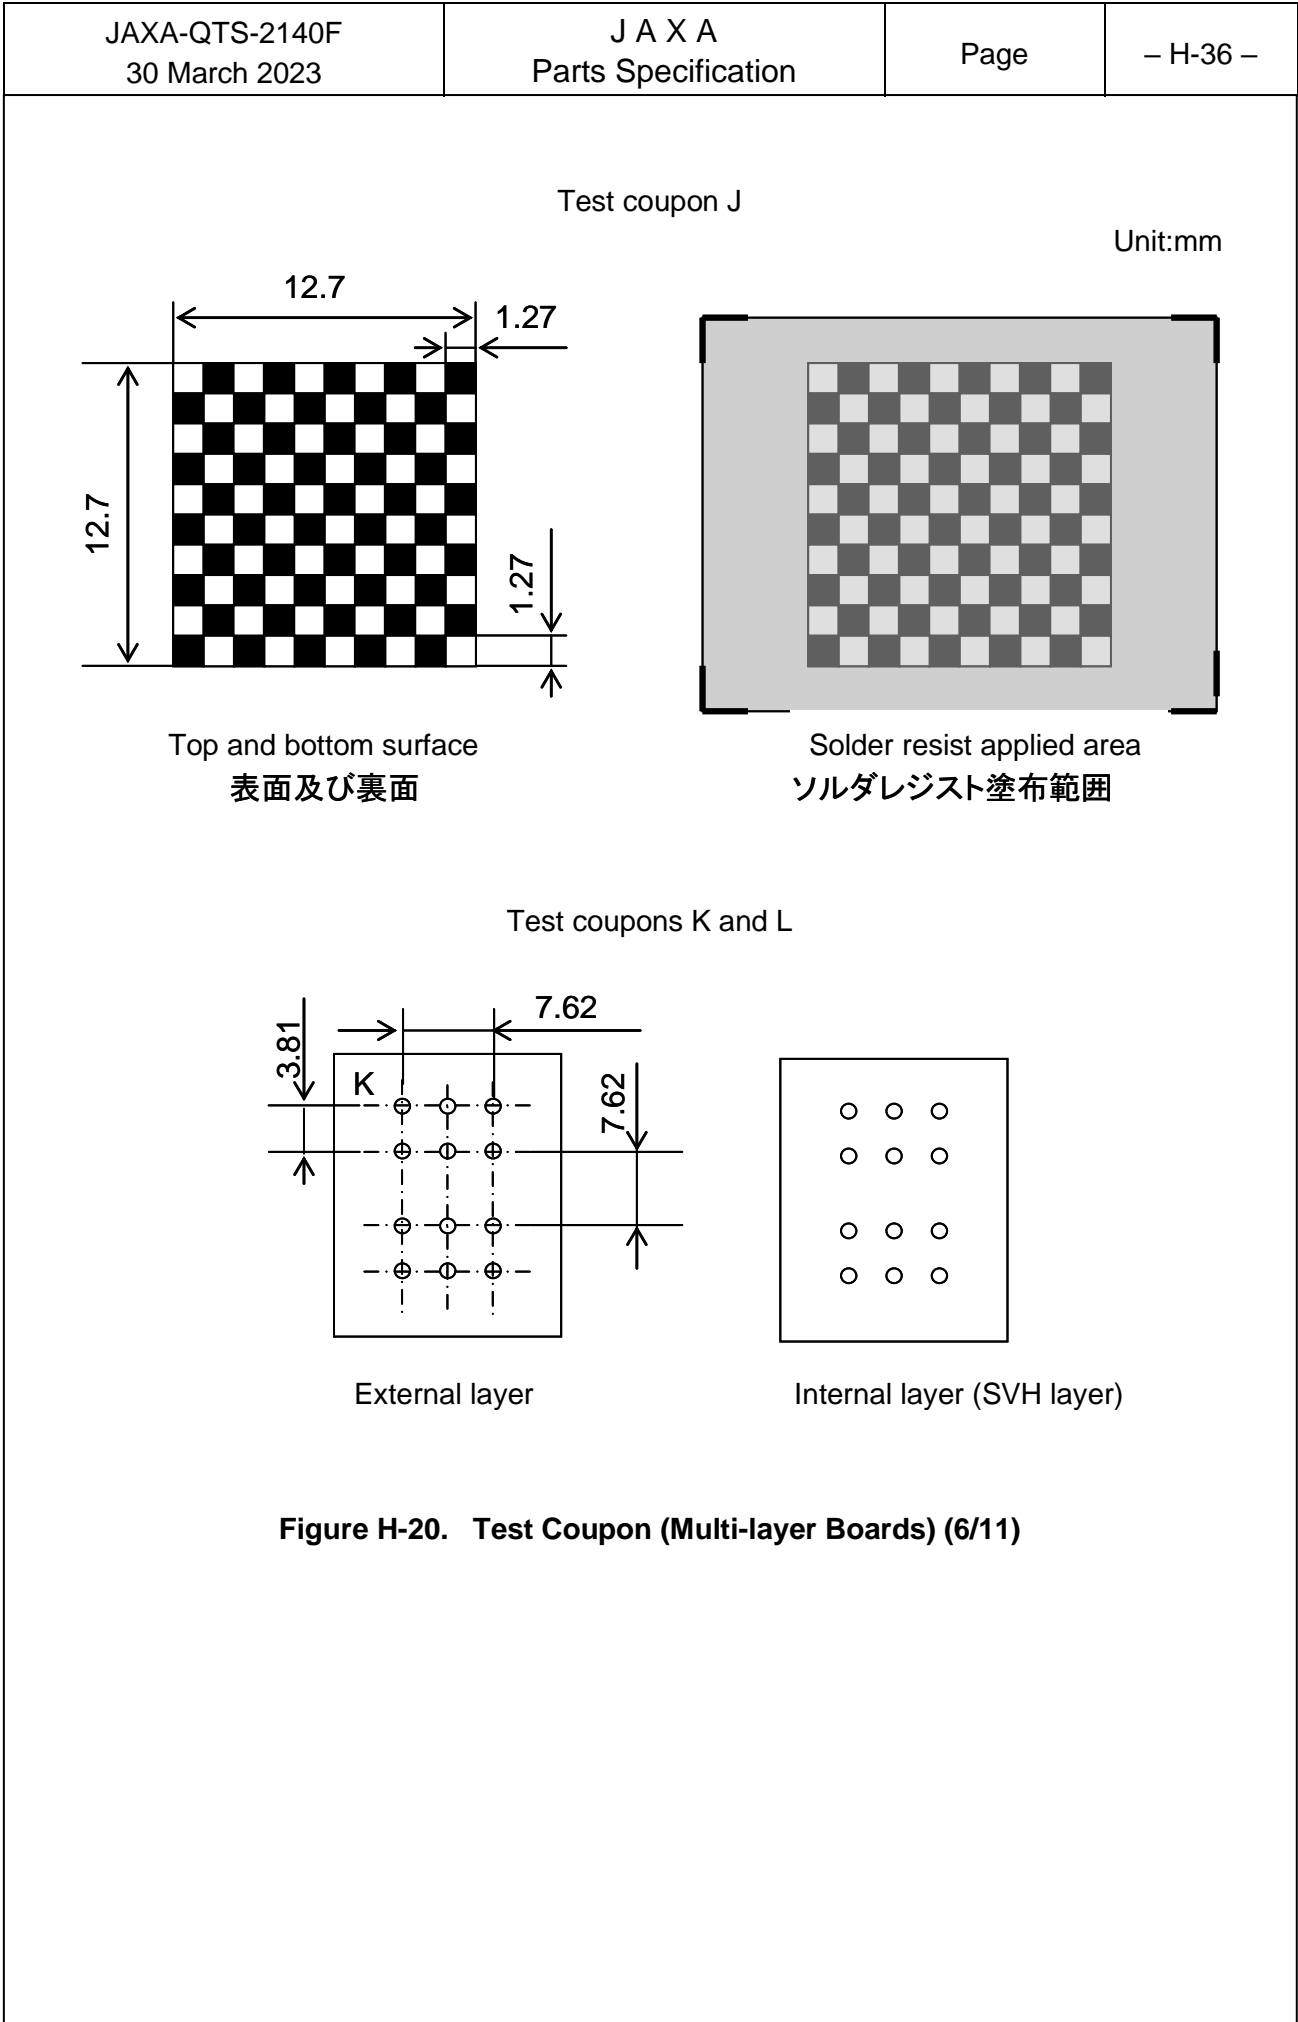 JAXA-QTS-2140F
30 March 2023
J A X A
Parts Specification
Page
– H-36 –
Test coupon J
Unit:mm
12.7
1.27
12.7
1.27
Top and bottom surface
表面及び裏面
Solder resist applied area
ソルダレジスト塗布範囲
Test coupons K and L
7.62
3.81
K
7.62
External layer
Internal layer (SVH layer)
Figure H-20. Test Coupon (Multi-layer Boards) (6/11)